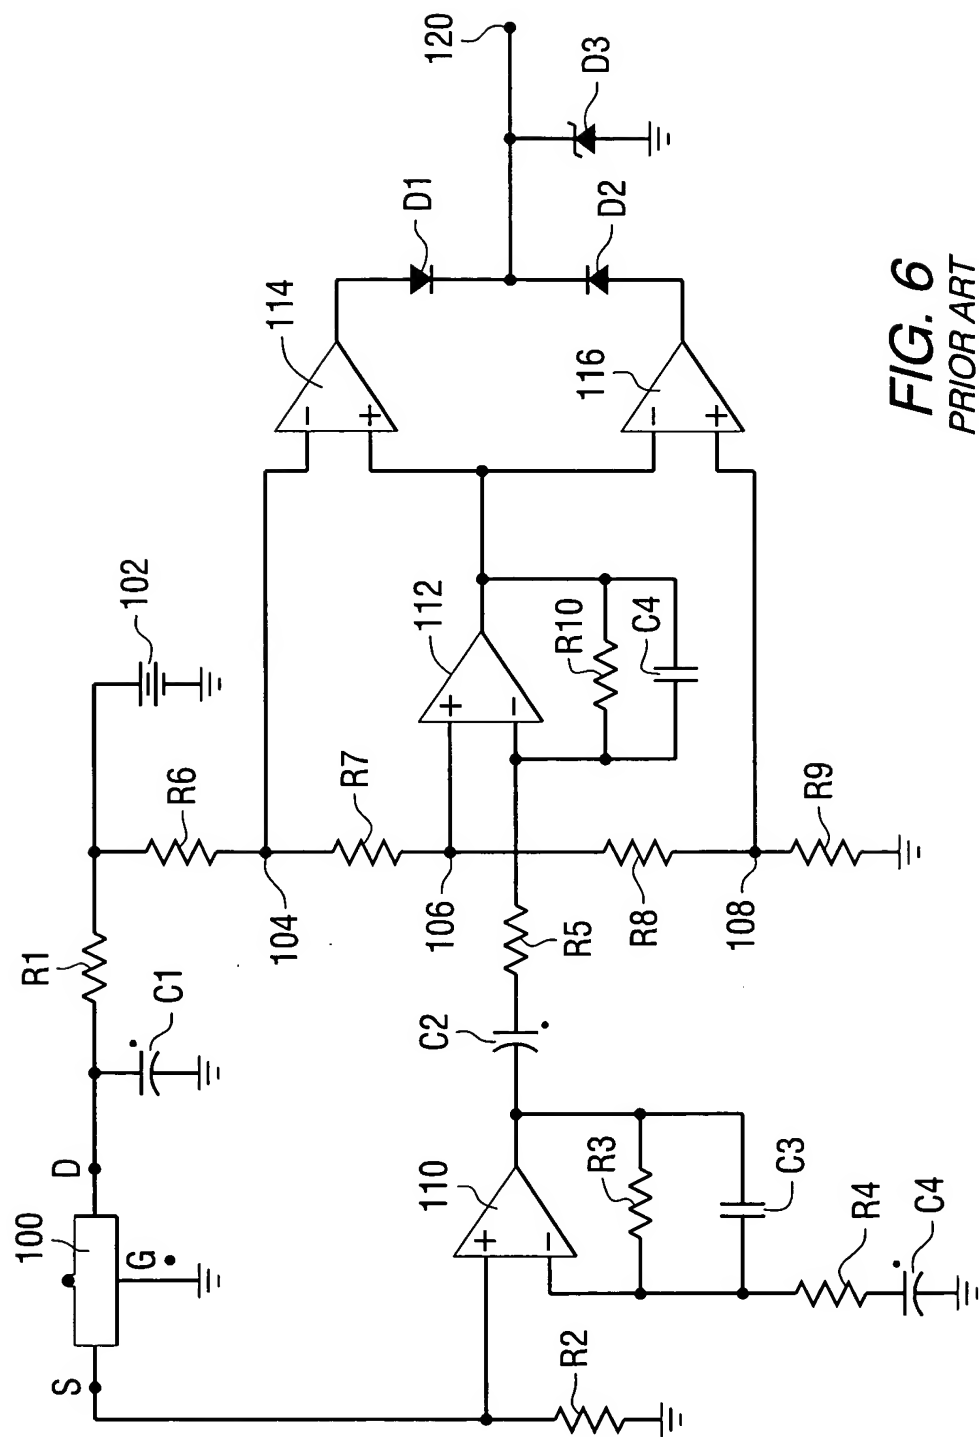 120
D3
D1
D2
114
116
102
112
R10
C4
R6
R7
R9
104
106
R8
108
R1
R5
C1
C2
D
100
G
S
110
R3
C3
R4
C4
R2
-
+
+
-
-
+
+
-
FIG. 6
PRIOR ART